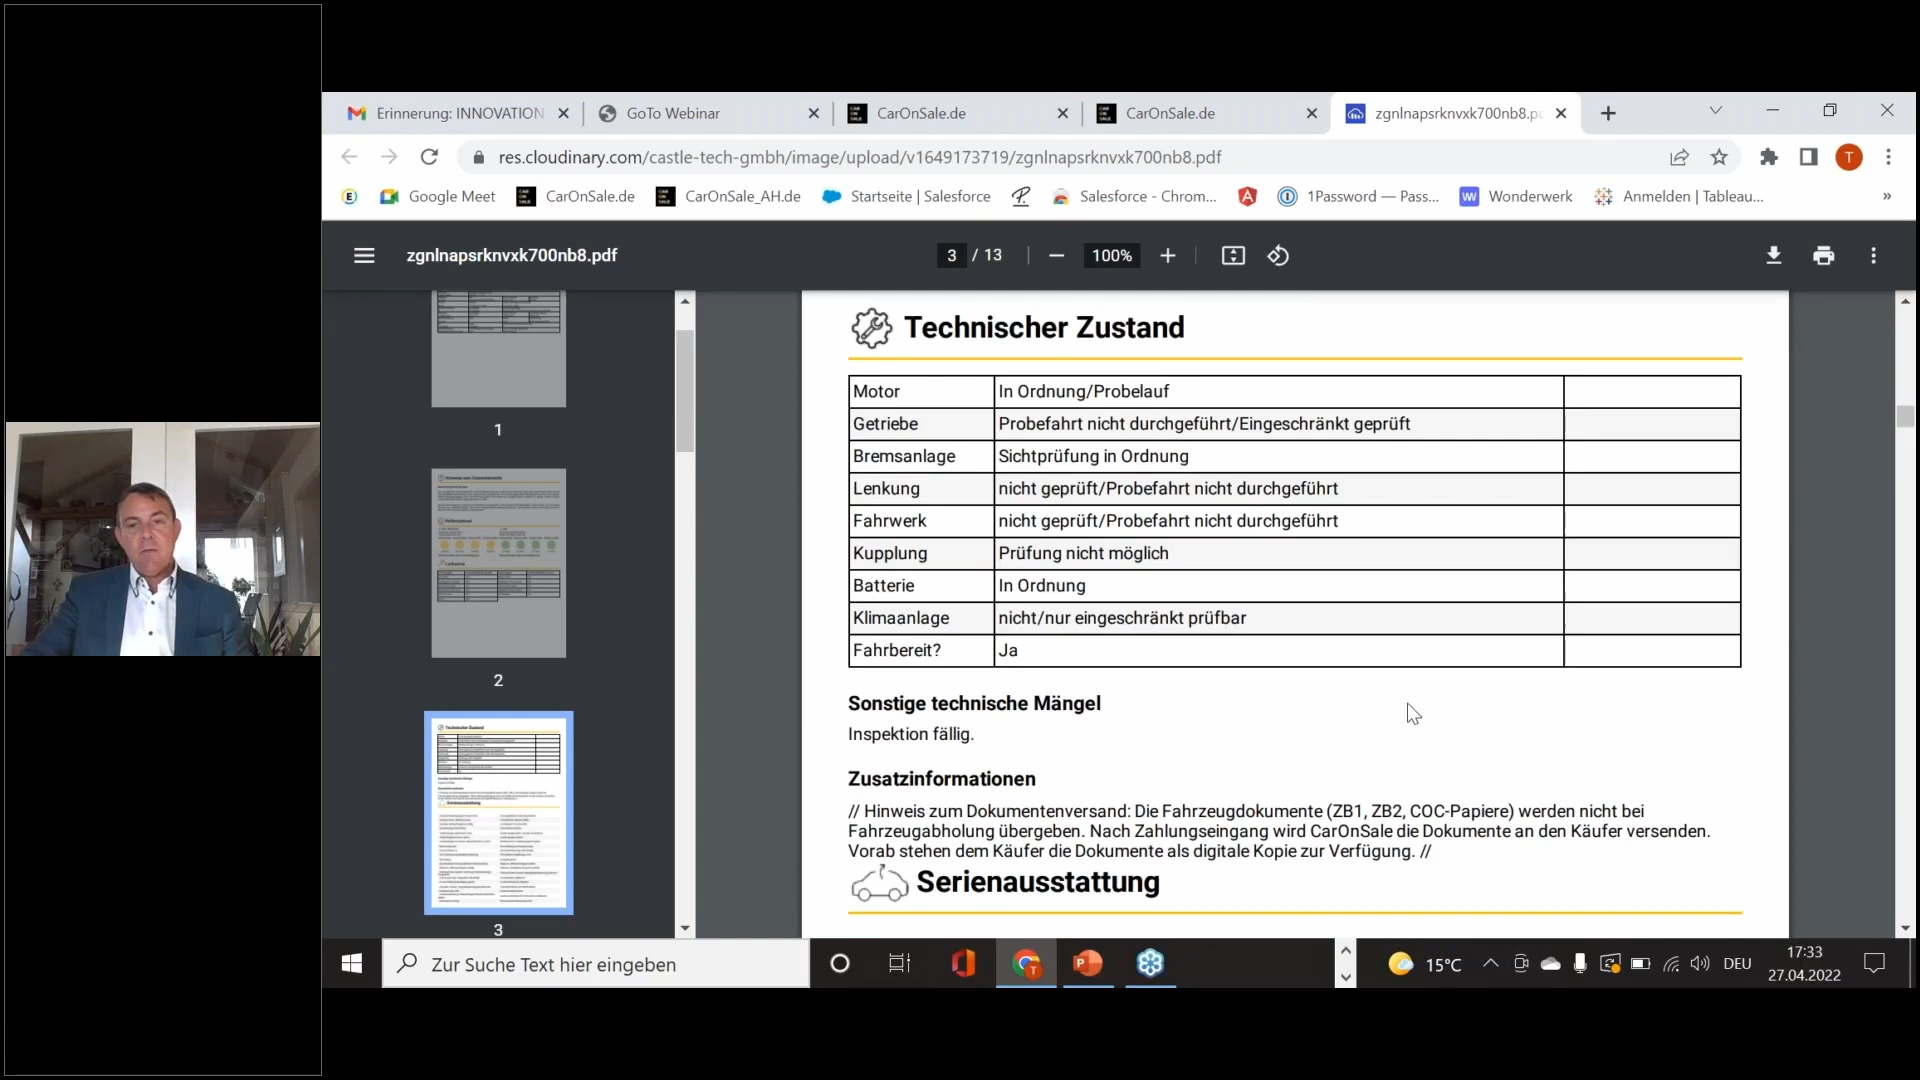 Erinnerung: INNOVATION
GoTo Webinar
CarOnSale.de
CarOnSale.de
zgnlnapsrknvxk700nb8.pd
res.cloudinary.com/castle-tech-gmbh/image/upload/v1649173719/zgnlnapsrknvxk700nb8.pdf
T
Google Meet
CarOnSale.de
CarOnSale_AH.de
Startseite | Salesforce
Salesforce - Chrom...
1Password — Pass...
Wonderwerk
Anmelden | Tableau...
»
zgnlnapsrknvxk700nb8.pdf
3 / 13
100%
1
2
3
Technischer Zustand
Motor In Ordnung/Probelauf
Getriebe Probefahrt nicht durchgeführt/Eingeschränkt geprüft
Bremsanlage Sichtprüfung in Ordnung
Lenkung nicht geprüft/Probefahrt nicht durchgeführt
Fahrwerk nicht geprüft/Probefahrt nicht durchgeführt
Kupplung Prüfung nicht möglich
Batterie In Ordnung
Klimaanlage nicht/nur eingeschränkt prüfbar
Fahrbereit? Ja
Sonstige technische Mängel
Inspektion fällig.
Zusatzinformationen
// Hinweis zum Dokumentenversand: Die Fahrzeugdokumente (ZB1, ZB2, COC-Papiere) werden nicht bei
Fahrzeugabholung übergeben. Nach Zahlungseingang wird CarOnSale die Dokumente an den Käufer versenden.
Vorab stehen dem Käufer die Dokumente als digitale Kopie zur Verfügung. //
Serienausstattung
Zur Suche Text hier eingeben
15°C
DEU
17:33
27.04.2022